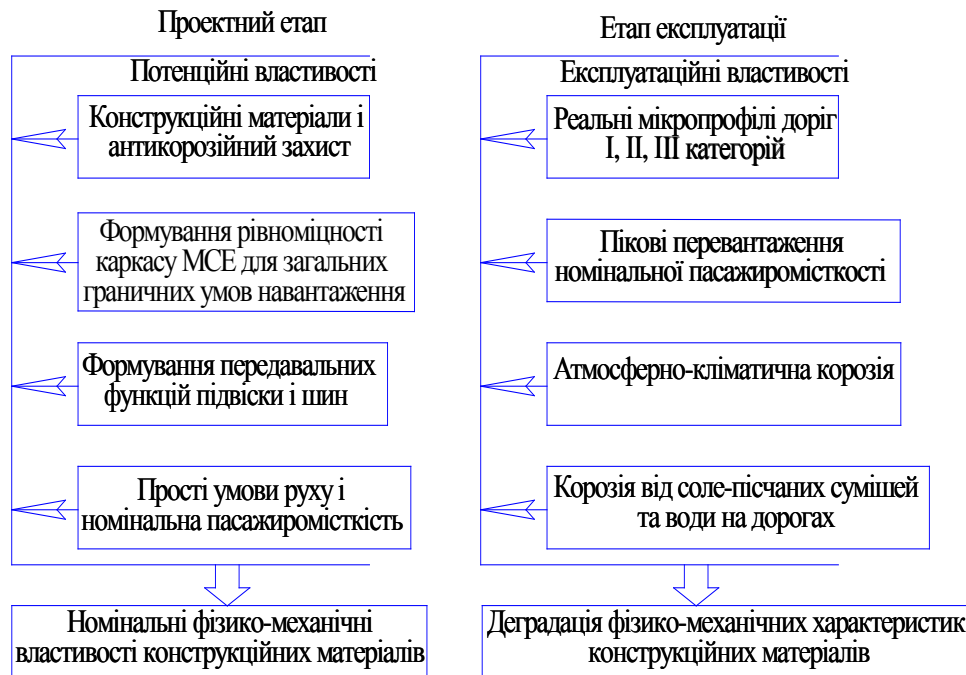 Проектний етап
Потенційні властивості
Конструкційні матеріали і
антикорозійний захист
Формування рівноміцності
каркасу МСЕ для загальних
граничних умов навантаження
Формування передавальних
функцій підвіски і шин
Прості умови руху і
номінальна пасажиромісткість
Номінальні фізико-механічні
властивості конструкційних матеріалів
Етап експлуатації
Експлуатаційні властивості
Реальні мікропрофілі доріг
I, II, III категорій
Пікові перевантаження
номінальної пасажиромісткості
Атмосферно-кліматична корозія
Корозія від соле-пісчаних сумішей
та води на дорогах
Деградація фізико-механічних характеристик
конструкційних матеріалів